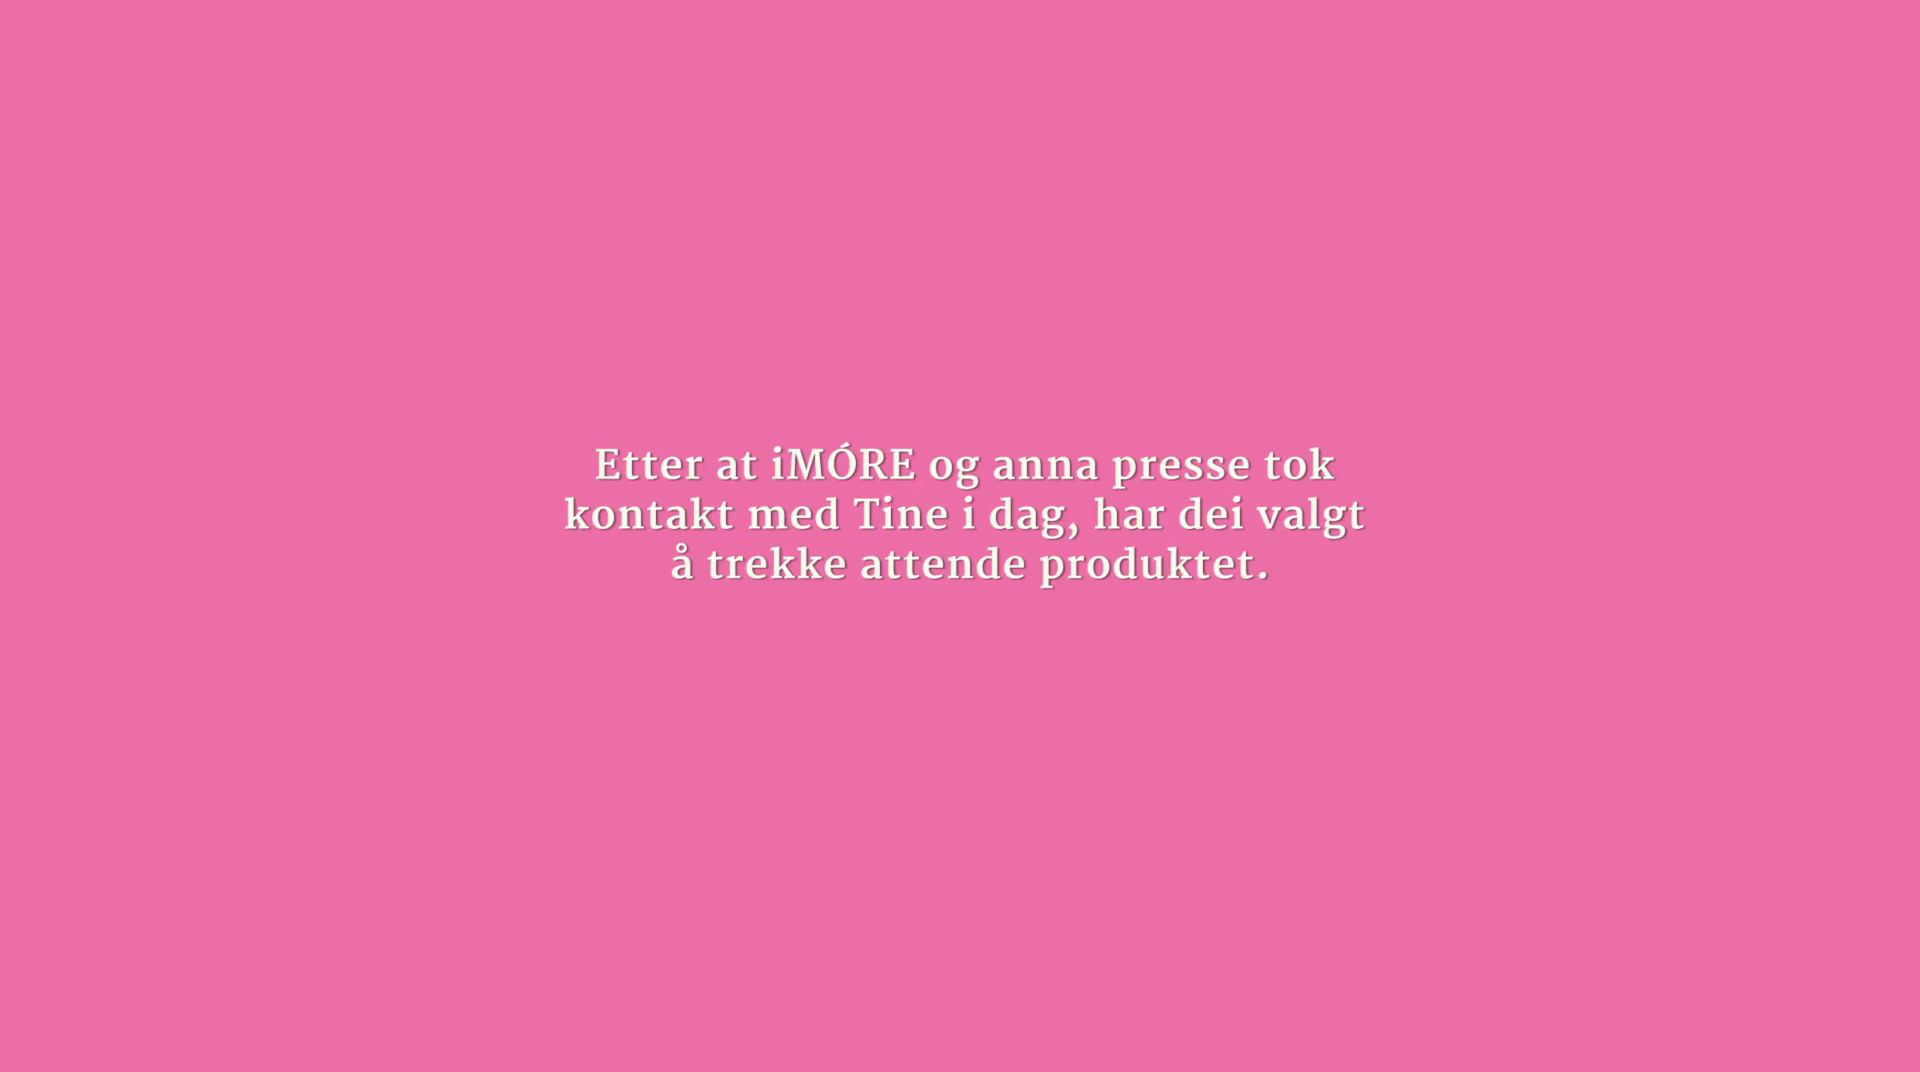 Etter at iMÓRE og anna presse tok
kontakt med Tine i dag, har dei valgt
å trekke attende produktet.